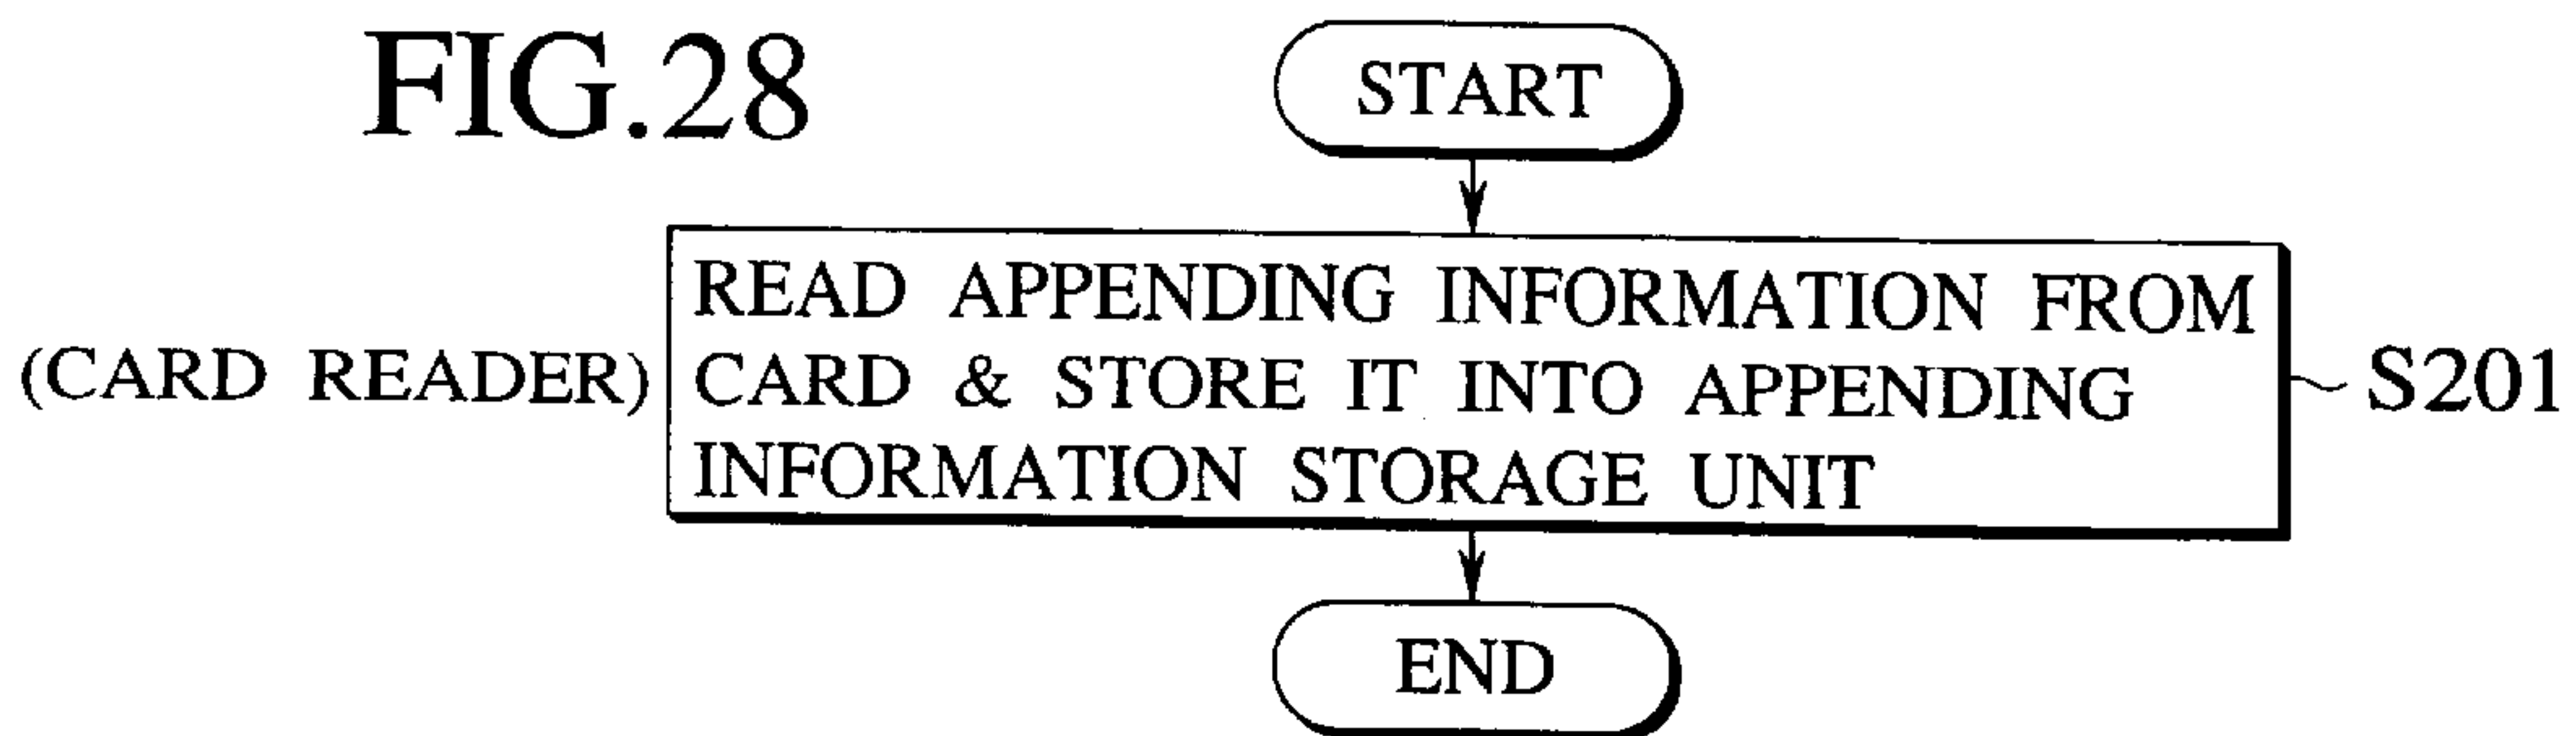 FIG.28
START
READ APPENDING INFORMATION FROM
(CARD READER) CARD & STORE IT INTO APPENDING S201
INFORMATION STORAGE UNIT
END